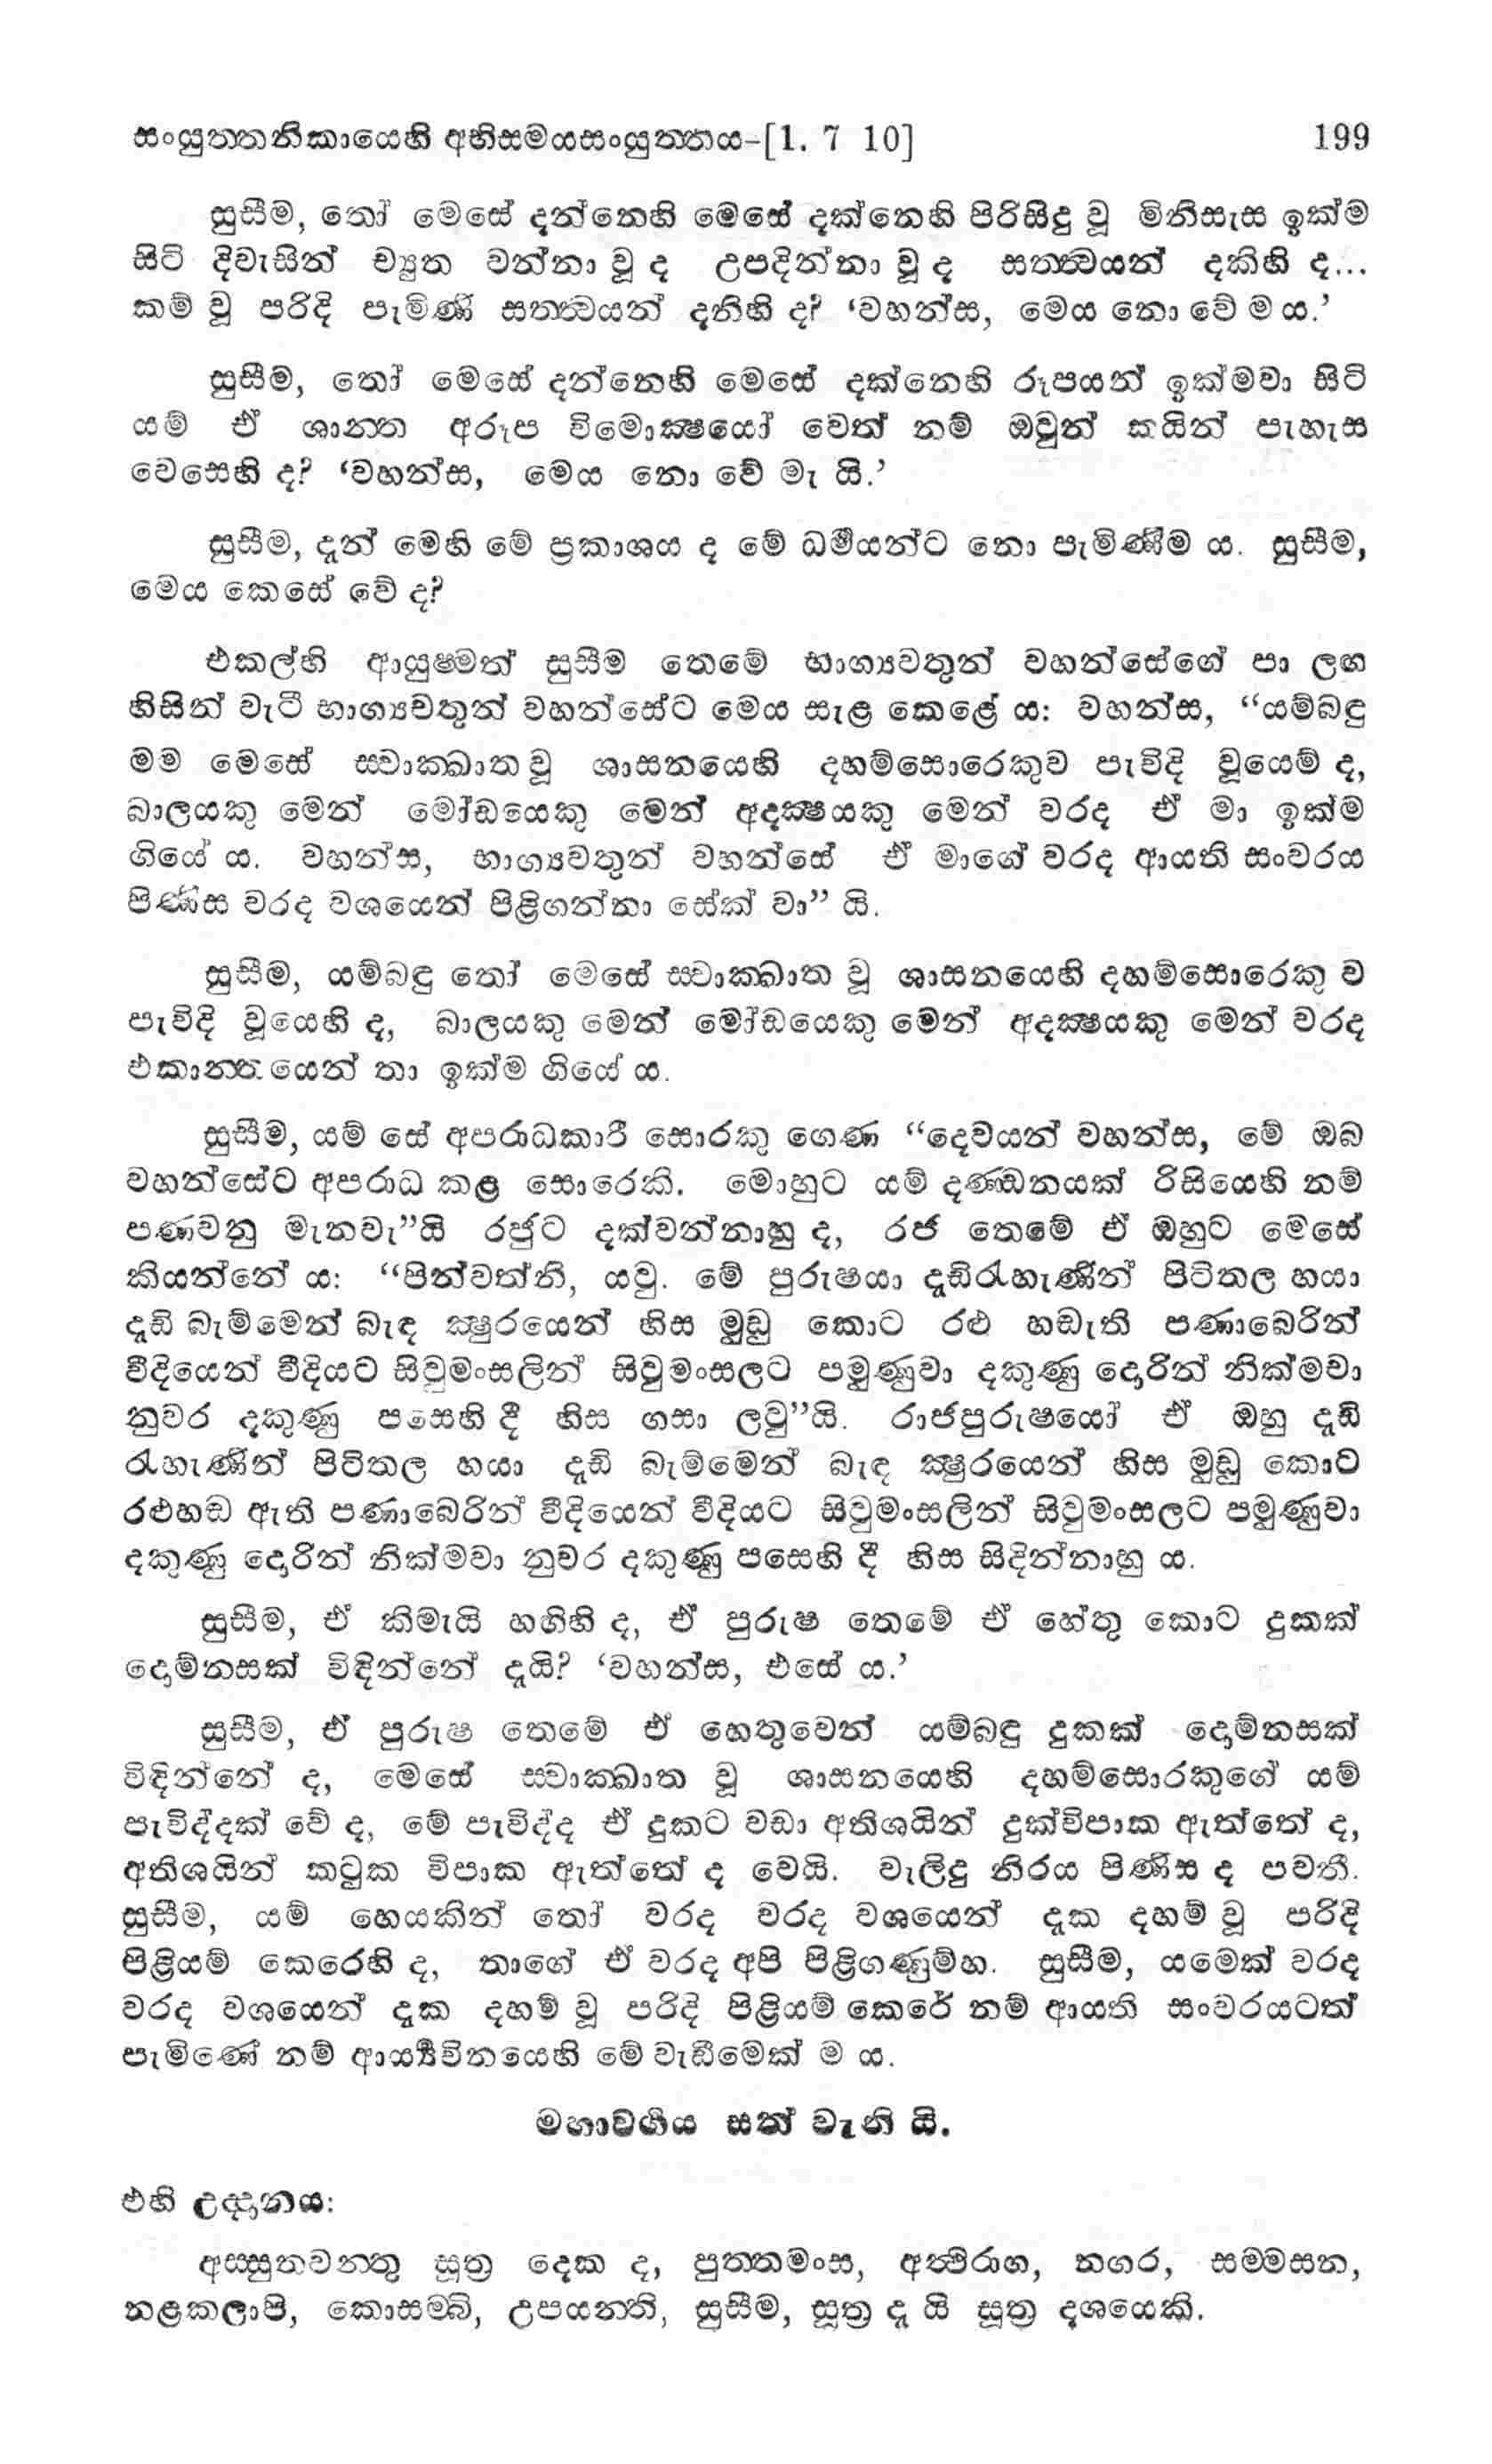 සංයුත්තනිකායෙහි අභිසමයසංයුත්තය-[1. 7 10] 199
සුසීම, තෝ මෙසේ දන්නෙහි මෙසේ දක්නෙහි පිරිසිදු වූ මිනිසැස ඉක්ම
සිටි දිවැසින් ච්‍යුත වන්නා වූ ද උපදින්නා වූ ද සත්ත්‍වයන් දකිහි ද...
කම් වූ පරිදි පැමිණි සත්ත්‍වයන් දැනිහි ද? ‘වහන්ස, මෙය නො වේ ම ය.’
සුසීම, තෝ මෙසේ දන්නෙහි මෙසේ දක්නෙහි රූපයන් ඉක්මවා සිටි
යම් ඒ ශාන්ත අරූප විමොක්‍ෂයෝ වෙත් නම් ඔවුන් කයින් පැහැස
වෙසෙහි ද? ‘වහන්ස, මෙය නො වේ මැ යි.’
සුසීම, දැන් මෙහි මේ ප්‍රකාශය ද මේ ධර්‍මයන්ට නො පැමිණීම ය. සුසීම,
මෙය කෙසේ වේ ද?
එකල්හි ආයුෂ්මත් සුසීම තෙමේ භාග්‍යවතුන් වහන්සේගේ පා ලඟ
හිසින් වැටී භාග්‍යවතුන් වහන්සේට මෙය සැළ කෙළේ ය: වහන්ස, “යම්බඳු
මම මෙසේ ස්වාක්ඛාත වූ ශාසනයෙහි දහම්සොරෙකුව පැවිදි වූයෙම් ද,
බාලයකු මෙන් මෝඩයෙකු මෙන් අදක්‍ෂයකු මෙන් වරද ඒ මා ඉක්ම
ගියේ ය. වහන්ස, භාග්‍යවතුන් වහන්සේ ඒ මාගේ වරද ආයති සංවරය
පිණිස වරද වශයෙන් පිළිගන්නා සේක් වා” යි.
සුසීම, යම්බඳු තෝ මෙසේ ස්වාක්ඛාත වූ ශාසනයෙහි දහම්සොරෙකු ව
පැවිදි වූයෙහි ද, බාලයකු මෙන් මෝඩයෙකු මෙන් අදක්‍ෂයකු මෙන් වරද
එකාන්තයෙන් තා ඉක්ම ගියේ ය.
සුසීම, යම් සේ අපරාධකාරී සොරකු ගෙණ “දෙවයන් වහන්ස, මේ ඔබ
වහන්සේට අපරාධ කළ සොරෙකි. මොහුට යම් දණ්ඩනයක් රිසියෙහි නම්
පණවනු මැනවැ”යි රජුට දක්වන්නාහු ද, රජ තෙමේ ඒ ඔහුට මෙසේ
කියන්නේ ය: “පින්වත්නි, යවු. මේ පුරුෂයා දැඩිරැහැණින් පිටිතල හයා
දැඩි බැම්මෙන් බැඳ ක්‍ෂුරයෙන් හිස මුඩු කොට රළු හඬැති පණාබෙරින්
වීදියෙන් වීදියට සිවුමංසලින් සිවුමංසලට පමුණුවා දකුණු දොරින් නික්මවා
නුවර දකුණු පසෙහි දී හිස ගසා ලවු”යි. රාජපුරුෂයෝ ඒ ඔහු දැඩි
රැහැණින් පිටිතල හයා දැඩි බැම්මෙන් බැඳ ක්‍ෂුරයෙන් හිස මුඩු කොට
රළුහඬ ඇති පණාබෙරින් වීදියෙන් වීදියට සිවුමංසලින් සිවුමංසලට පමුණුවා
දකුණු දොරින් නික්මවා නුවර දකුණු පසෙහි දී හිස සිඳින්නාහු ය.
සුසීම, ඒ කිමැයි හඟිහි ද, ඒ පුරුෂ තෙමේ ඒ හේතු කොට දුකක්
දොම්නසක් විඳින්නේ දැයි? ‘වහන්ස, එසේ ය.’
සුසීම, ඒ පුරුෂ තෙමේ ඒ හෙතුවෙන් යම්බඳු දුකක් දොම්නසක්
විඳින්නේ ද, මෙසේ ස්වාක්ඛාත වූ ශාසනයෙහි දහම්සොරකුගේ යම්
පැවිද්දක් වේ ද, මේ පැවිද්ද ඒ දුකට වඩා අතිශයින් දුක්විපාක ඇත්තේ ද,
අතිශයින් කටුක විපාක ඇත්තේ ද වෙයි. වැලිදු නිරය පිණිස ද පවතී.
සුසීම, යම් හෙයකින් තෝ වරද වරද වශයෙන් දැක දහම් වූ පරිදි
පිළියම් කෙරෙහි ද, තාගේ ඒ වරද අපි පිළිගණුම්හ. සුසීම, යමෙක් වරද
වරද වශයෙන් දැක දහම් වූ පරිදි පිළියම් කෙරේ නම් ආයති සංවරයටත්
පැමිණේ නම් ආර්‍ය්‍යවිනයෙහි මේ වැඩීමෙක් ම ය.
මහාවර්‍ගය සත් වැනි යි.
එහි උද්දානය:
අස්සුතවන්තු සූත්‍ර දෙක ද, පුත්තමංස, අත්ථිරාග, නගර, සම්මසන,
නළකලාපි, කොසම්බි, උපයන්ති, සුසීම, සූත්‍ර දැ යි සූත්‍ර දශයෙකි.